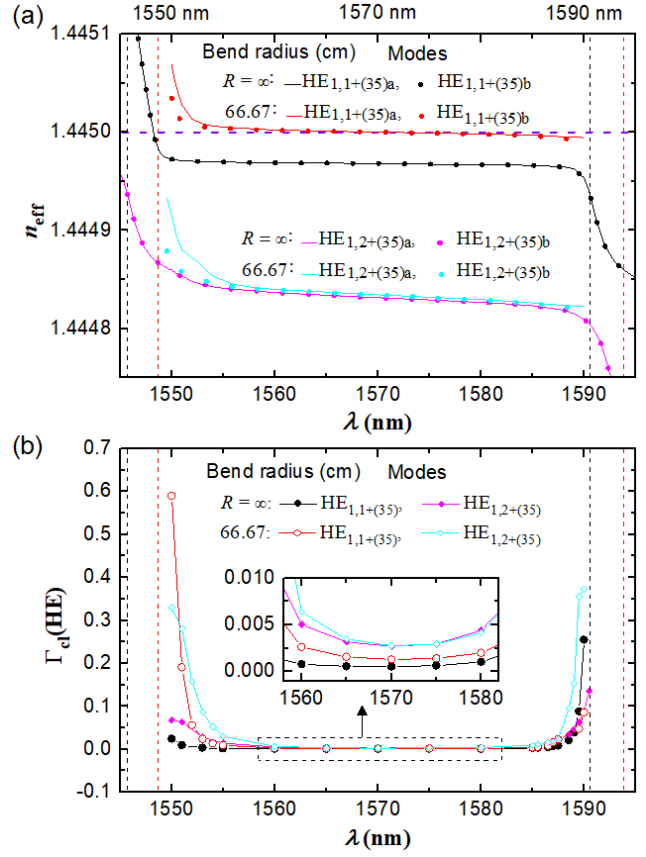 (a)
1550 nm 1570 nm 1590 nm
1.4451
1.4450
1.4449
1.4448
n_eff
Bend radius (cm) Modes
R = ∞: HE1,1+(35)a, HE1,1+(35)b
66.67: HE1,1+(35)a, HE1,1+(35)b
R = ∞: HE1,2+(35)a, HE1,2+(35)b
66.67: HE1,2+(35)a, HE1,2+(35)b
1550 1560 1570 1580 1590
λ (nm)
(b)
0.7
0.6
0.5
0.4
0.3
0.2
0.1
0.0
-0.1
Γcl(HE)
Bend radius (cm) Modes
R = ∞: HE1,1+(35), HE1,2+(35)
66.67: HE1,1+(35), HE1,2+(35)
0.010
0.005
0.000
1560 1570 1580
1550 1560 1570 1580 1590
λ (nm)